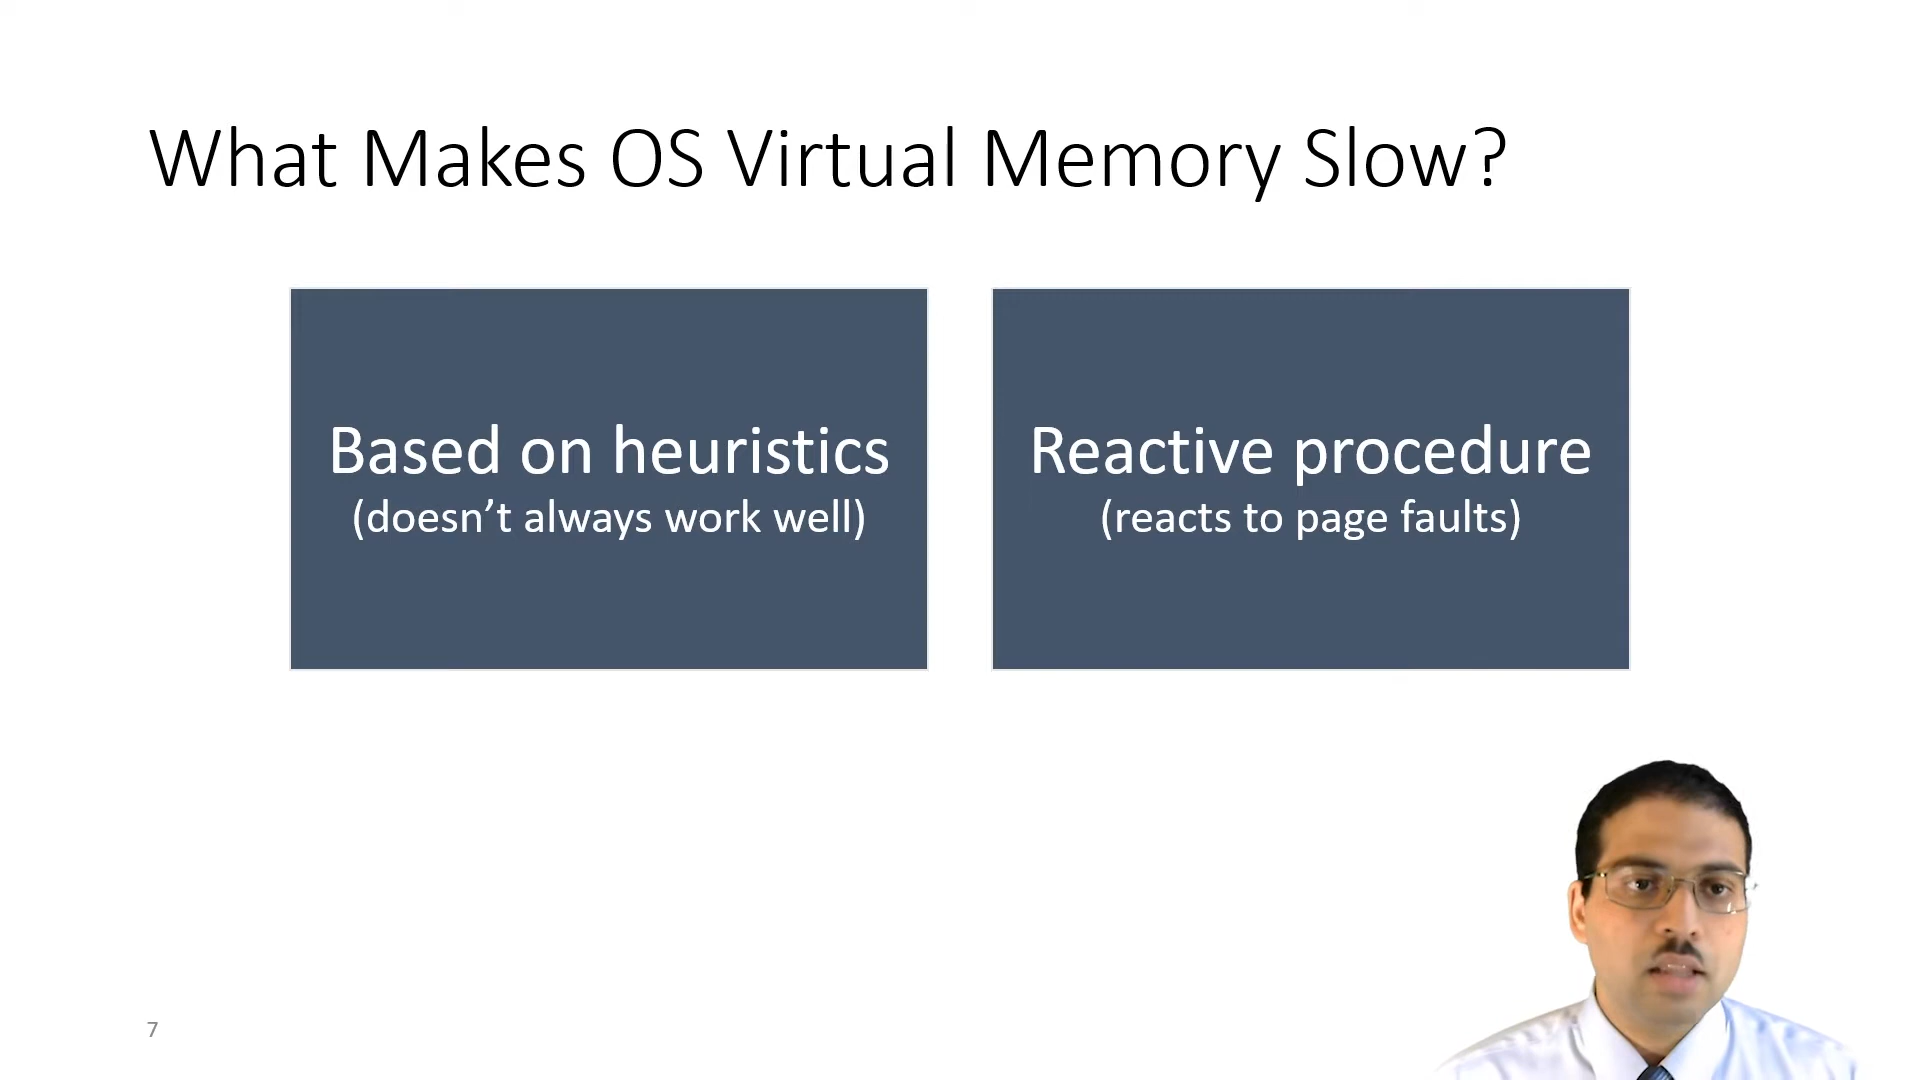 What Makes OS Virtual Memory Slow?
Based on heuristics
(doesn’t always work well)
Reactive procedure
(reacts to page faults)
7